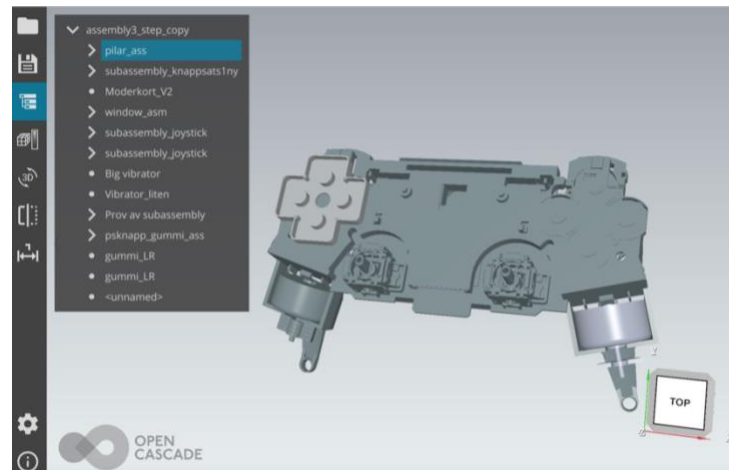 assembly3_step_copy
pilar_ass
subassembly_knappsats1ny
Moderkort_V2
window_asm
subassembly_joystick
subassembly_joystick
Big vibrator
Vibrator_liten
Prov av subassembly
psknapp_gummi_ass
gummi_LR
gummi_LR
<unnamed>
3D
TOP
OPEN
CASCADE